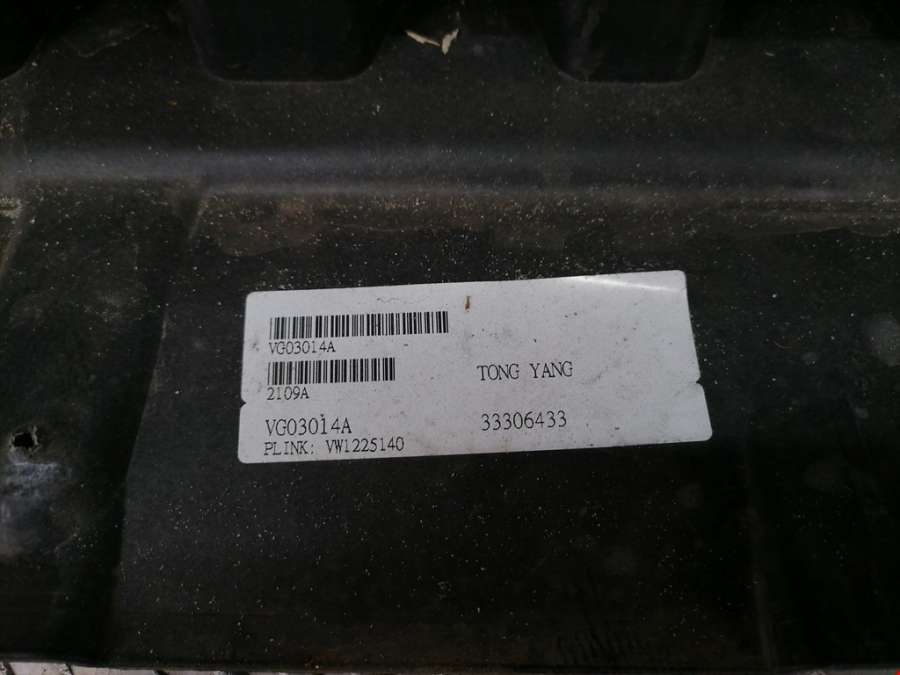 VG03014A
2109A
TONG YANG
VG03014A 33306433
PLINK: VW1225140